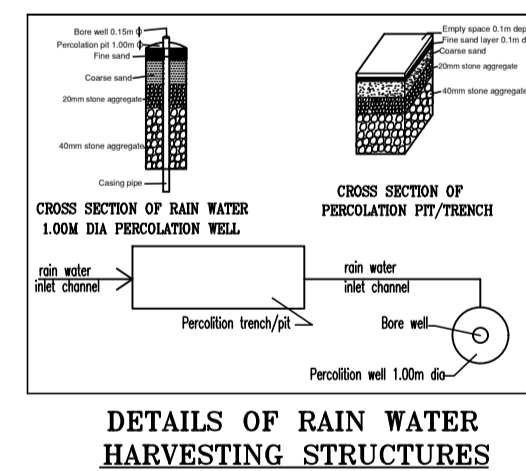 Bore well 0.15m ϕ
Percolation pit 1.00m ϕ
Fine sand
Coarse sand
20mm stone aggregate
40mm stone aggregate
Casing pipe
CROSS SECTION OF RAIN WATER
1.00M DIA PERCOLATION WELL
Empty space 0.1m dep
Fine sand layer 0.1m d
Coarse sand
20mm stone aggregate
40mm stone aggregate
CROSS SECTION OF
PERCOLATION PIT/TRENCH
rain water
inlet channel
Percolition trench/pit
rain water
inlet channel
Bore well
Percolition well 1.00m dia
DETAILS OF RAIN WATER
HARVESTING STRUCTURES